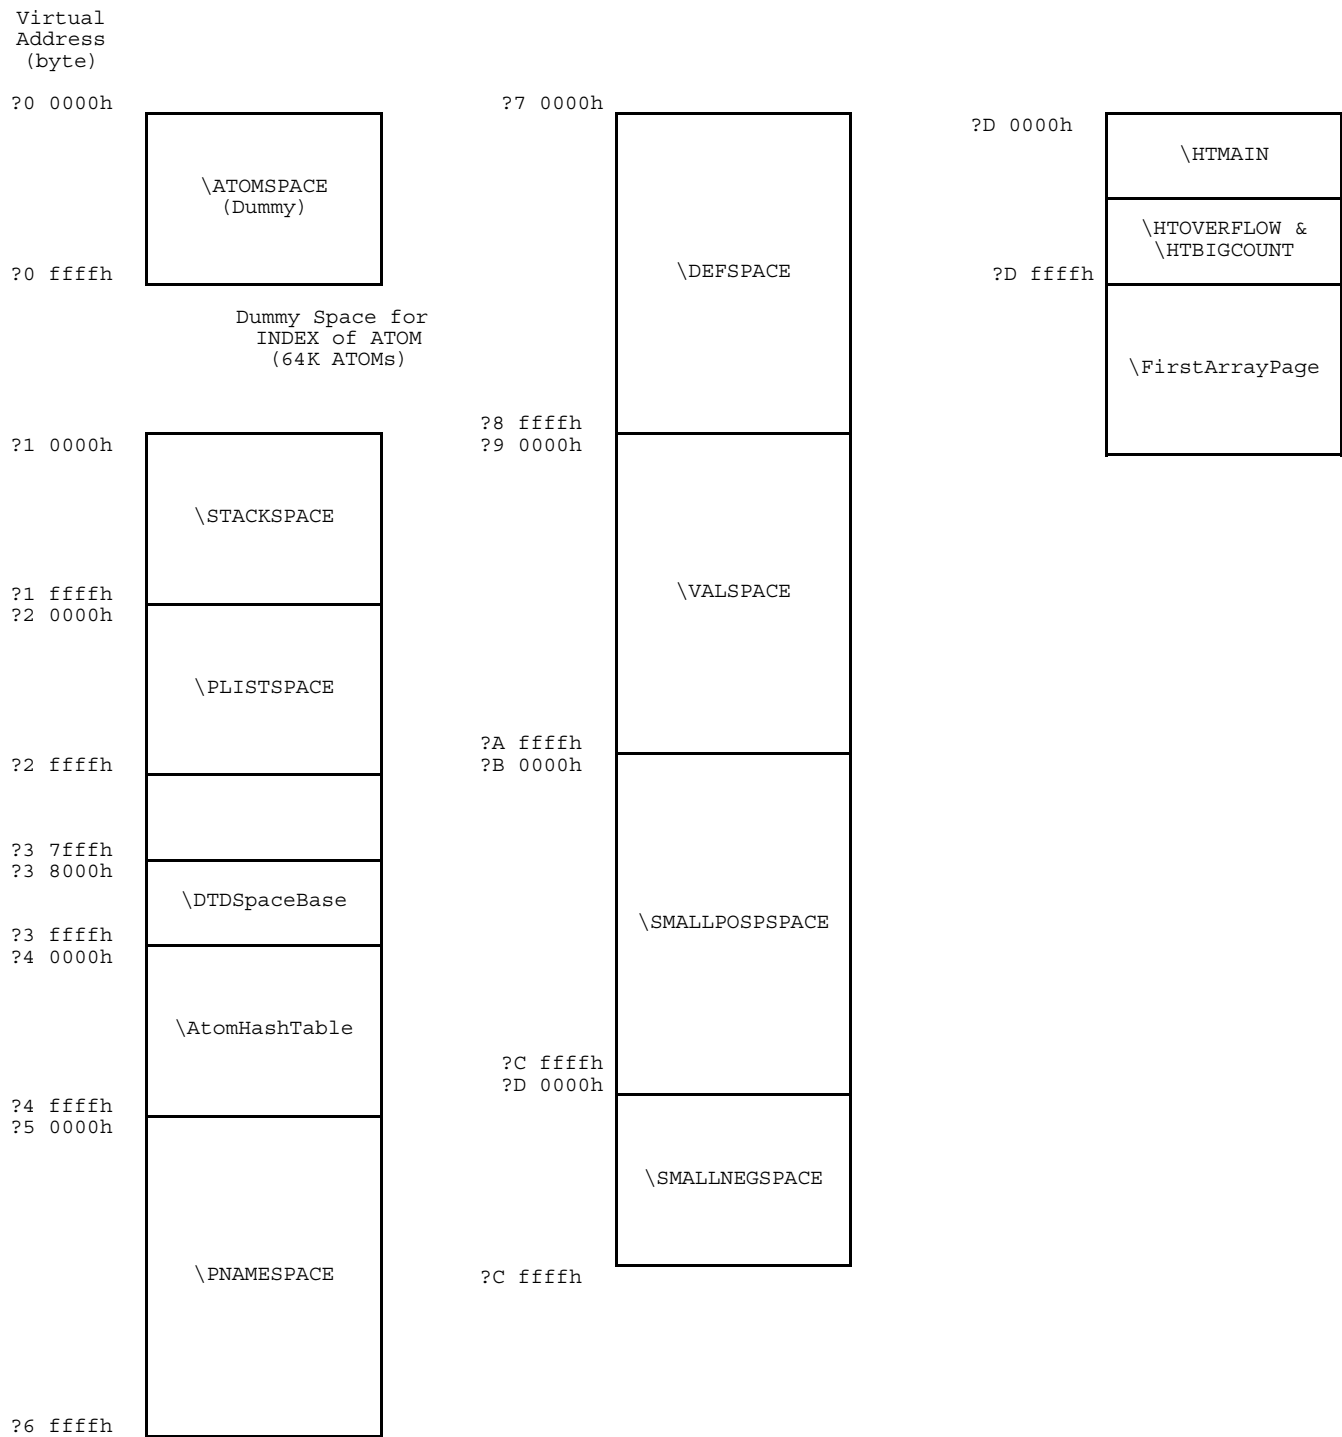 Virtual
Address
(byte)
?0 0000h
\ATOMSPACE
(Dummy)
?0 ffffh
Dummy Space for
INDEX of ATOM
(64K ATOMs)
?1 0000h
\STACKSPACE
?1 ffffh
?2 0000h
\PLISTSPACE
?2 ffffh
?3 7fffh
?3 8000h
\DTDSpaceBase
?3 ffffh
?4 0000h
\AtomHashTable
?4 ffffh
?5 0000h
\PNAMESPACE
?6 ffffh
?7 0000h
\DEFSPACE
?8 ffffh
?9 0000h
\VALSPACE
?A ffffh
?B 0000h
\SMALLPOSPSPACE
?C ffffh
?D 0000h
\SMALLNEGSPACE
?C ffffh
?D 0000h
\HTMAIN
\HTOVERFLOW &
\HTBIGCOUNT
?D ffffh
\FirstArrayPage